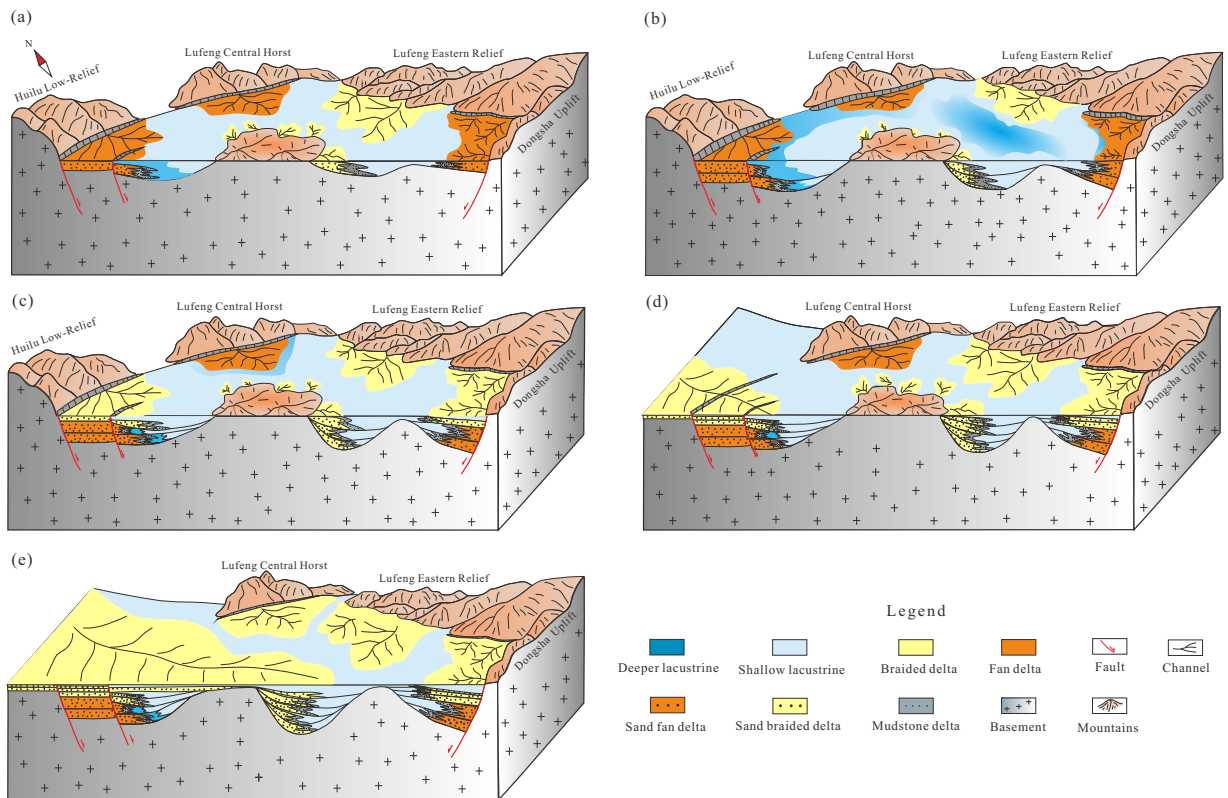 (a)
N
Huilu Low-Relief
Lufeng Central Horst
Lufeng Eastern Relief
Dongsha Uplift
(b)
Huilu Low-Relief
Lufeng Central Horst
Lufeng Eastern Relief
Dongsha Uplift
(c)
Huilu Low-Relief
Lufeng Central Horst
Lufeng Eastern Relief
Dongsha Uplift
(d)
Lufeng Central Horst
Lufeng Eastern Relief
Dongsha Uplift
(e)
Lufeng Central Horst
Lufeng Eastern Relief
Dongsha Uplift
Legend
Deeper lacustrine
Shallow lacustrine
Braided delta
Fan delta
Fault
Channel
Sand fan delta
Sand braided delta
Mudstone delta
Basement
Mountains